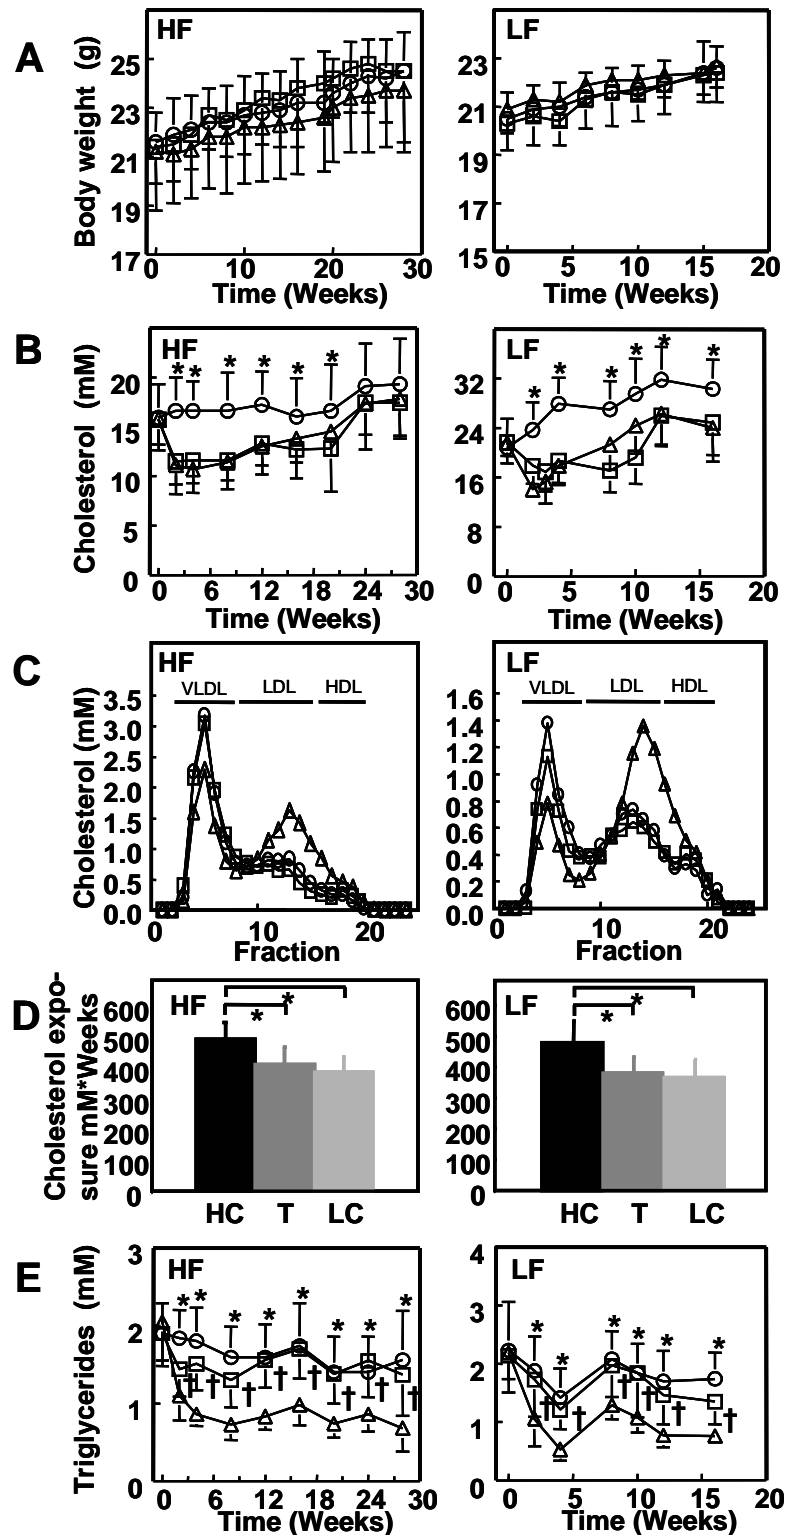 A
Body weight (g)
HF
25
23
21
19
17
0 10 20 30
Time (Weeks)
LF
23
21
19
17
15
0 5 10 15 20
Time (Weeks)
B
Cholesterol (mM)
HF
* * * * * *
20
15
10
5
0
0 6 12 18 24 30
Time (Weeks)
LF
* * * * * *
32
24
16
8
0
0 5 10 15 20
Time (Weeks)
C
Cholesterol (mM)
HF
VLDL LDL HDL
3.5
3.0
2.5
2.0
1.5
1.0
0.5
0.0
0 10 20
Fraction
LF
VLDL LDL HDL
1.6
1.4
1.2
1.0
0.8
0.6
0.4
0.2
0.0
0 10 20
Fraction
D
Cholesterol expo-
sure mM*Weeks
HF
* *
600
500
400
300
200
100
0
HC T LC
LF
* *
600
500
400
300
200
100
0
HC T LC
E
Triglycerides (mM)
HF
* * * * * * * *
† † † † † † † †
3
2
1
0
0 6 12 18 24 30
Time (Weeks)
LF
* * * * * *
† † † † † †
4
3
2
1
0
0 5 10 15 20
Time (Weeks)